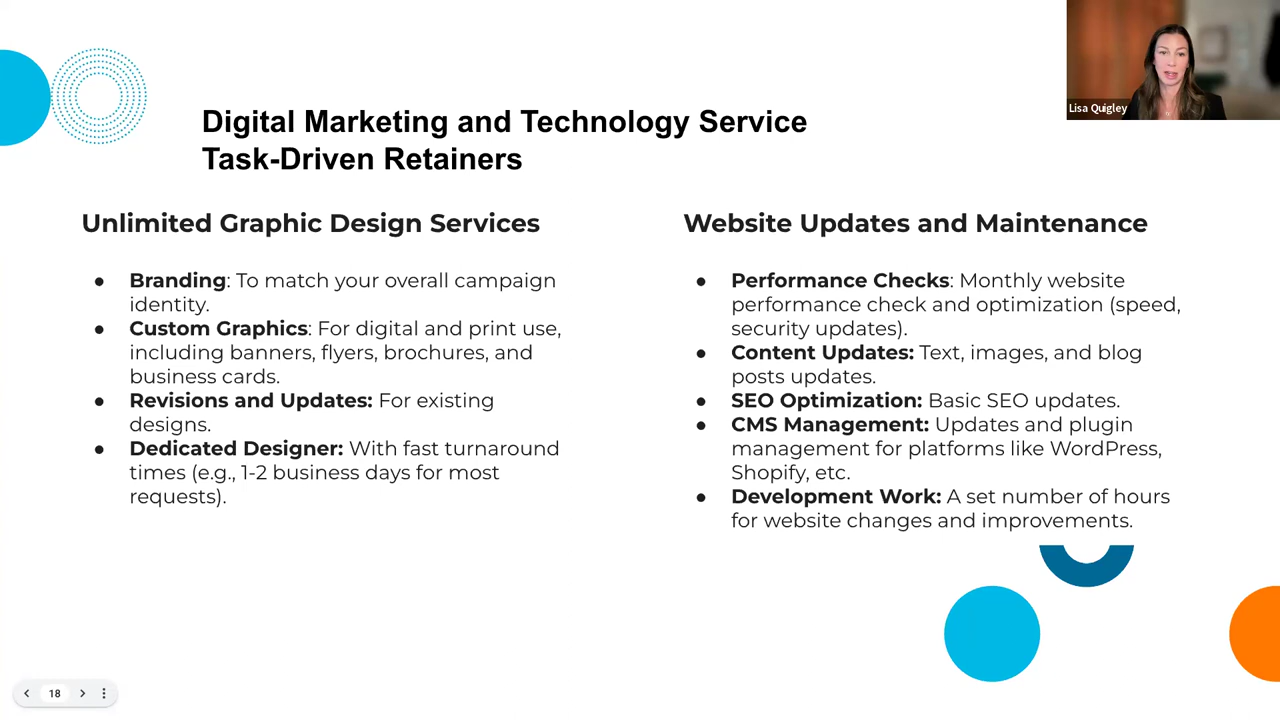 Lisa Quigley
Digital Marketing and Technology Service
Task-Driven Retainers
Unlimited Graphic Design Services
● Branding: To match your overall campaign
identity.
● Custom Graphics: For digital and print use,
including banners, flyers, brochures, and
business cards.
● Revisions and Updates: For existing
designs.
● Dedicated Designer: With fast turnaround
times (e.g., 1-2 business days for most
requests).
Website Updates and Maintenance
● Performance Checks: Monthly website
performance check and optimization (speed,
security updates).
● Content Updates: Text, images, and blog
posts updates.
● SEO Optimization: Basic SEO updates.
● CMS Management: Updates and plugin
management for platforms like WordPress,
Shopify, etc.
● Development Work: A set number of hours
for website changes and improvements.
18